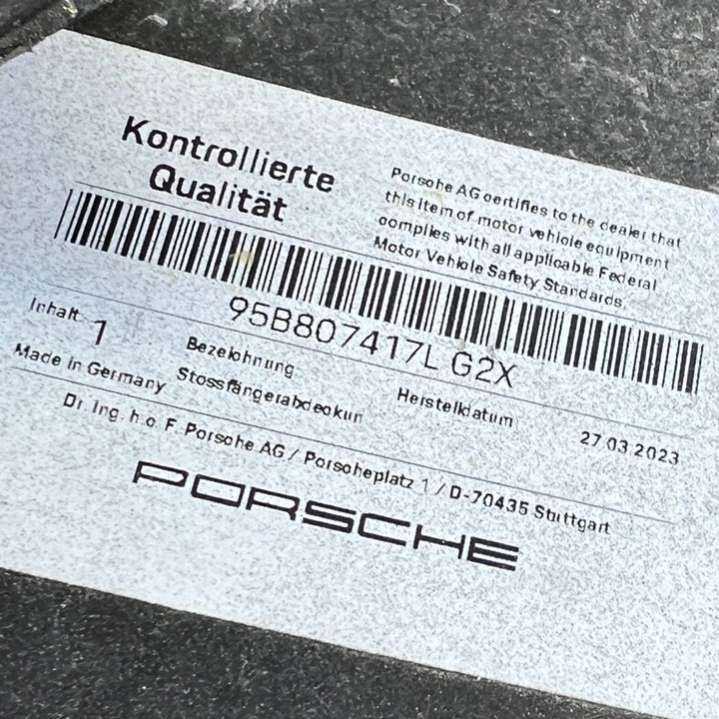 Kontrollierte
Qualität
Porsche AG certifies to the dealer that
this item of motor vehicle equipment
complies with all applicable Federal
Motor Vehicle Safety Standards
95B807417L G2X
Inhalt 1
Bezeichnung
Stossfängerabdeckun
Herstelldatum
27.03.2023
Made in Germany
Dr. Ing. h.c. F. Porsche AG / Porscheplatz 1 / D-70435 Stuttgart
PORSCHE